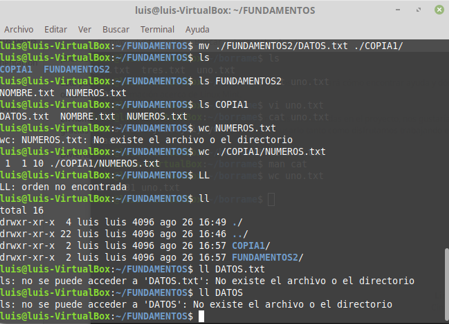 luis@luis-VirtualBox: ~/FUNDAMENTOS
Archivo Editar Ver Buscar Terminal Ayuda
luis@luis-VirtualBox:~/FUNDAMENTOS$ mv ./FUNDAMENTOS2/DATOS.txt ./COPIA1/
luis@luis-VirtualBox:~/FUNDAMENTOS$ ls
COPIA1 FUNDAMENTOS2
luis@luis-VirtualBox:~/FUNDAMENTOS$ ls FUNDAMENTOS2
NOMBRE.txt NUMEROS.txt
luis@luis-VirtualBox:~/FUNDAMENTOS$ ls COPIA1
DATOS.txt NOMBRE.txt NUMEROS.txt
luis@luis-VirtualBox:~/FUNDAMENTOS$ wc NUMEROS.txt
wc: NUMEROS.txt: No existe el archivo o el directorio
luis@luis-VirtualBox:~/FUNDAMENTOS$ wc ./COPIA1/NUMEROS.txt
1 1 10 ./COPIA1/NUMEROS.txt
luis@luis-VirtualBox:~/FUNDAMENTOS$ LL
LL: orden no encontrada
luis@luis-VirtualBox:~/FUNDAMENTOS$ ll
total 16
drwxr-xr-x 4 luis luis 4096 ago 26 16:49 ./
drwxr-xr-x 22 luis luis 4096 ago 26 16:46 ../
drwxr-xr-x 2 luis luis 4096 ago 26 16:57 COPIA1/
drwxr-xr-x 2 luis luis 4096 ago 26 16:57 FUNDAMENTOS2/
luis@luis-VirtualBox:~/FUNDAMENTOS$ ll DATOS.txt
ls: no se puede acceder a 'DATOS.txt': No existe el archivo o el directorio
luis@luis-VirtualBox:~/FUNDAMENTOS$ ll DATOS
ls: no se puede acceder a 'DATOS': No existe el archivo o el directorio
luis@luis-VirtualBox:~/FUNDAMENTOS$